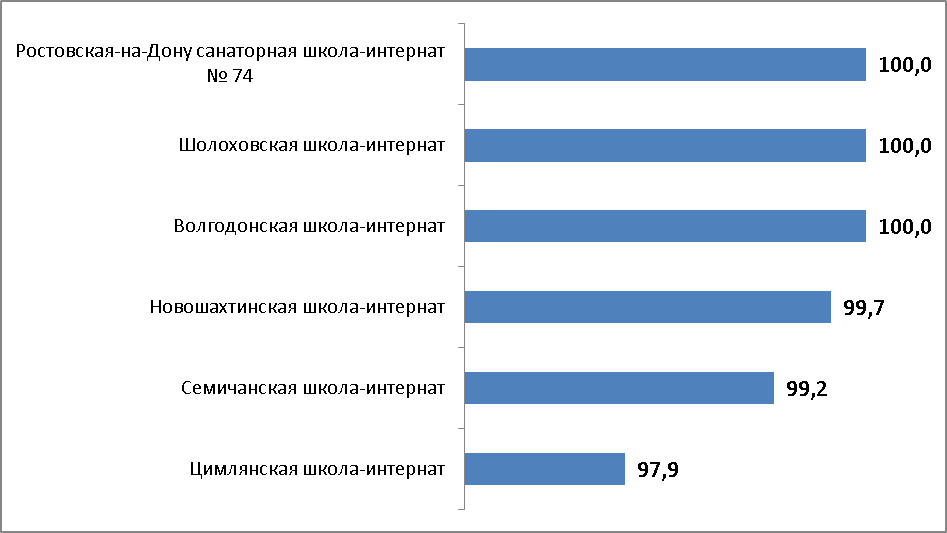 Ростовская-на-Дону санаторная школа-интернат
№ 74
100,0
Шолоховская школа-интернат
100,0
Волгодонская школа-интернат
100,0
Новошахтинская школа-интернат
99,7
Семичанская школа-интернат
99,2
Цимлянская школа-интернат
97,9